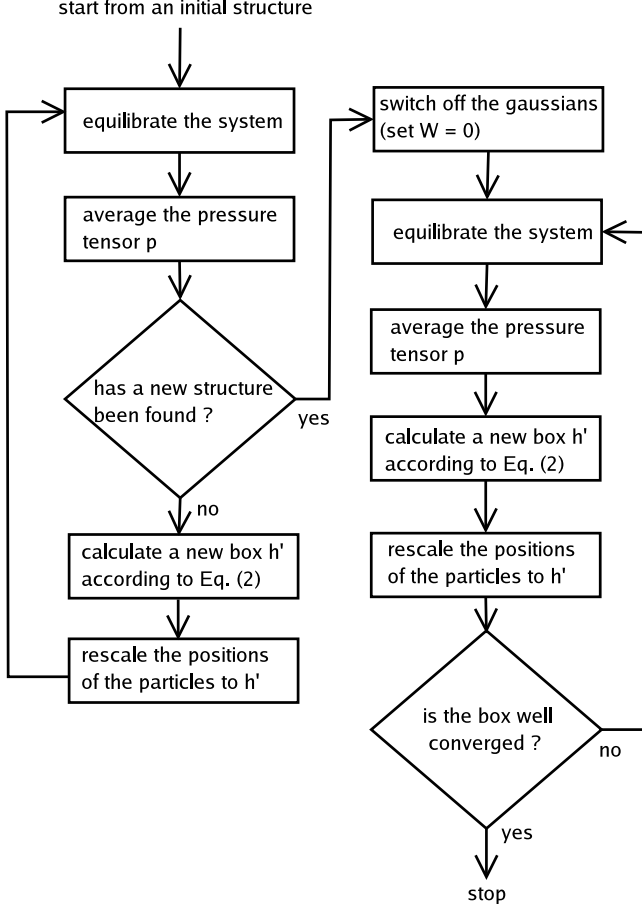 start from an initial structure
equilibrate the system
average the pressure
tensor p
has a new structure
been found ?
yes
no
calculate a new box h'
according to Eq. (2)
rescale the positions
of the particles to h'
switch off the gaussians
(set W = 0)
equilibrate the system
average the pressure
tensor p
calculate a new box h'
according to Eq. (2)
rescale the positions
of the particles to h'
is the box well
converged ?
no
yes
stop